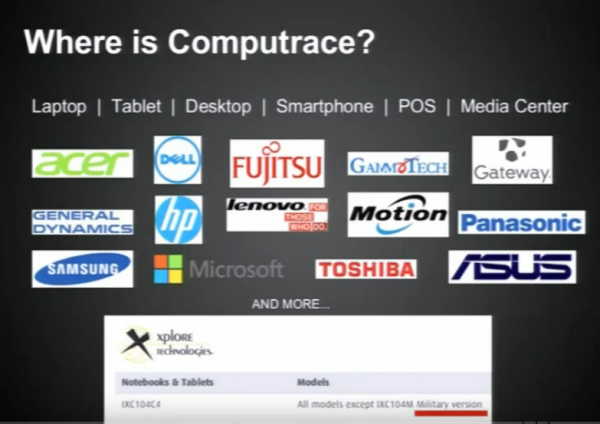 Where is Computrace?
Laptop | Tablet | Desktop | Smartphone | POS | Media Center
acer DELL FUJITSU GAMMATECH Gateway
GENERAL DYNAMICS hp lenovo FOR THOSE WHO DO. Motion Panasonic
SAMSUNG Microsoft TOSHIBA ASUS
AND MORE...
xplore
technologies.
Notebooks & Tablets Models
IXC104C4 All models except IXC104M Military version